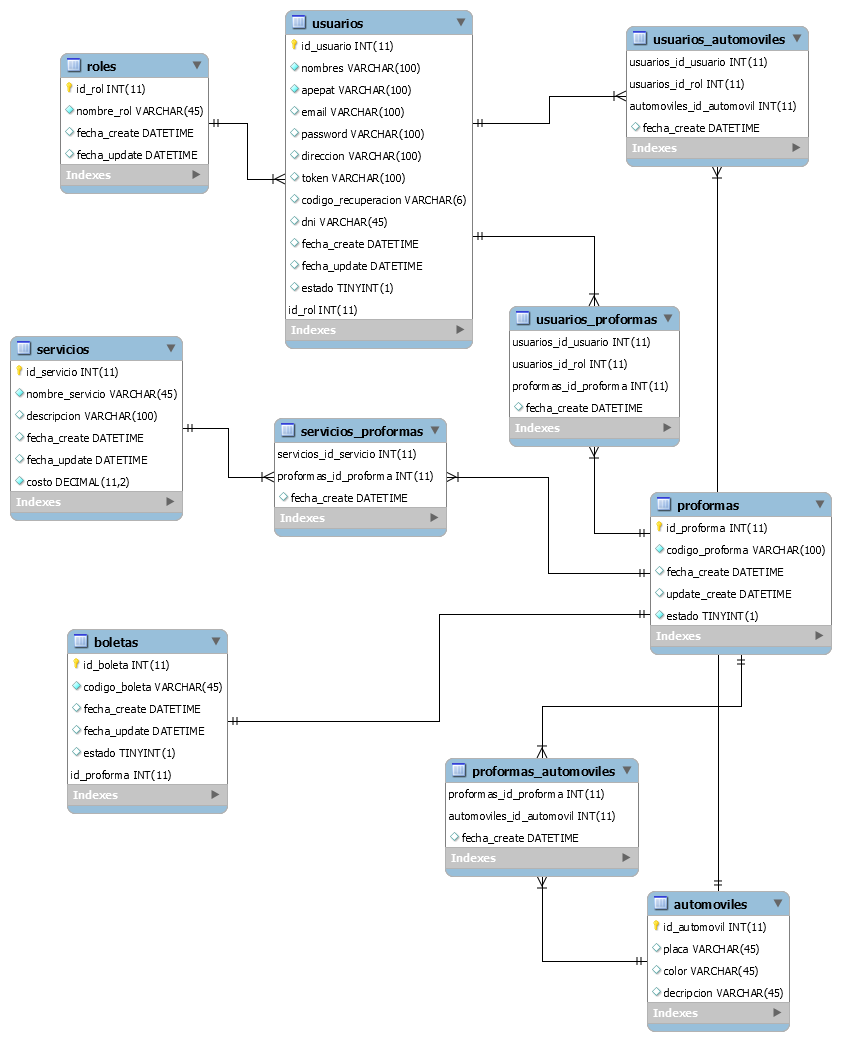 roles
id_rol INT(11)
nombre_rol VARCHAR(45)
fecha_create DATETIME
fecha_update DATETIME
Indexes
usuarios
id_usuario INT(11)
nombres VARCHAR(100)
apepat VARCHAR(100)
email VARCHAR(100)
password VARCHAR(100)
direccion VARCHAR(100)
token VARCHAR(100)
codigo_recuperacion VARCHAR(6)
dni VARCHAR(45)
fecha_create DATETIME
fecha_update DATETIME
estado TINYINT(1)
id_rol INT(11)
Indexes
usuarios_automoviles
usuarios_id_usuario INT(11)
usuarios_id_rol INT(11)
automoviles_id_automovil INT(11)
fecha_create DATETIME
Indexes
usuarios_proformas
usuarios_id_usuario INT(11)
usuarios_id_rol INT(11)
proformas_id_proforma INT(11)
fecha_create DATETIME
Indexes
servicios
id_servicio INT(11)
nombre_servicio VARCHAR(45)
descripcion VARCHAR(100)
fecha_create DATETIME
fecha_update DATETIME
costo DECIMAL(11,2)
Indexes
servicios_proformas
servicios_id_servicio INT(11)
proformas_id_proforma INT(11)
fecha_create DATETIME
Indexes
proformas
id_proforma INT(11)
codigo_proforma VARCHAR(100)
fecha_create DATETIME
update_create DATETIME
estado TINYINT(1)
Indexes
boletas
id_boleta INT(11)
codigo_boleta VARCHAR(45)
fecha_create DATETIME
fecha_update DATETIME
estado TINYINT(1)
id_proforma INT(11)
Indexes
proformas_automoviles
proformas_id_proforma INT(11)
automoviles_id_automovil INT(11)
fecha_create DATETIME
Indexes
automoviles
id_automovil INT(11)
placa VARCHAR(45)
color VARCHAR(45)
decripcion VARCHAR(45)
Indexes